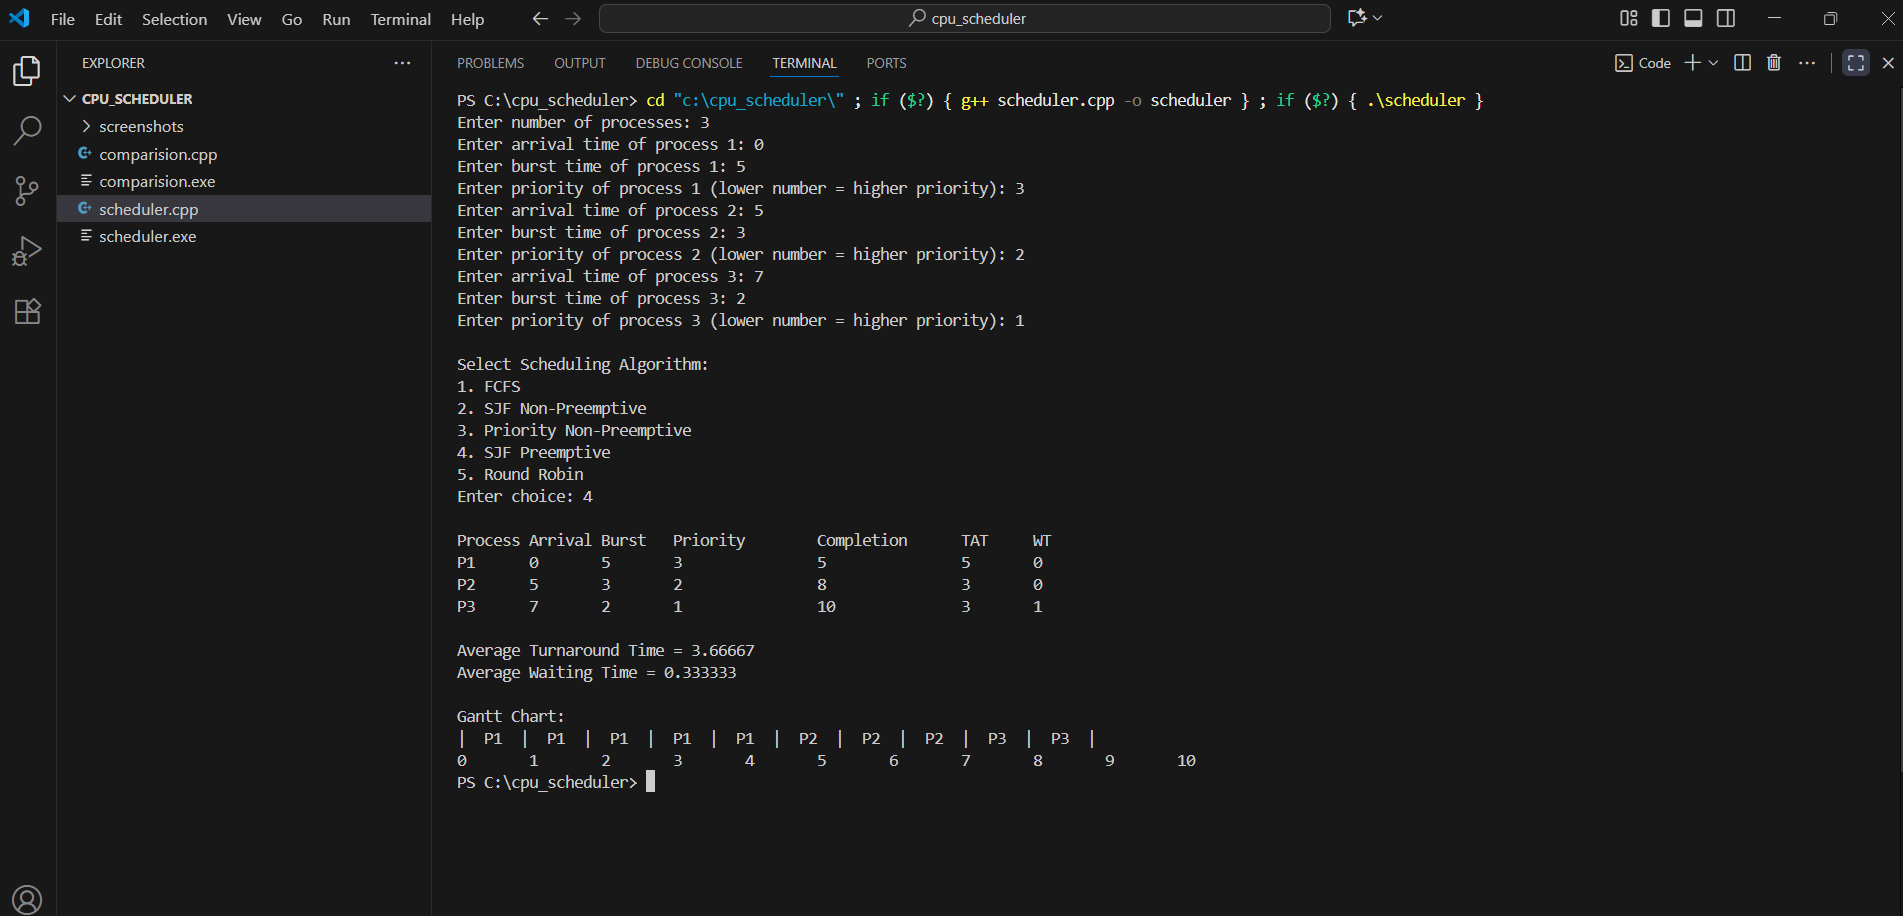 File Edit Selection View Go Run Terminal Help
cpu_scheduler
EXPLORER
CPU_SCHEDULER
screenshots
comparision.cpp
comparision.exe
scheduler.cpp
scheduler.exe
PROBLEMS OUTPUT DEBUG CONSOLE TERMINAL PORTS
Code
PS C:\cpu_scheduler> cd "c:\cpu_scheduler\" ; if ($?) { g++ scheduler.cpp -o scheduler } ; if ($?) { .\scheduler }
Enter number of processes: 3
Enter arrival time of process 1: 0
Enter burst time of process 1: 5
Enter priority of process 1 (lower number = higher priority): 3
Enter arrival time of process 2: 5
Enter burst time of process 2: 3
Enter priority of process 2 (lower number = higher priority): 2
Enter arrival time of process 3: 7
Enter burst time of process 3: 2
Enter priority of process 3 (lower number = higher priority): 1
Select Scheduling Algorithm:
1. FCFS
2. SJF Non-Preemptive
3. Priority Non-Preemptive
4. SJF Preemptive
5. Round Robin
Enter choice: 4
Process Arrival Burst Priority Completion TAT WT
P1 0 5 3 5 5 0
P2 5 3 2 8 3 0
P3 7 2 1 10 3 1
Average Turnaround Time = 3.66667
Average Waiting Time = 0.333333
Gantt Chart:
| P1 | P1 | P1 | P1 | P1 | P2 | P2 | P2 | P3 | P3 |
0 1 2 3 4 5 6 7 8 9 10
PS C:\cpu_scheduler>